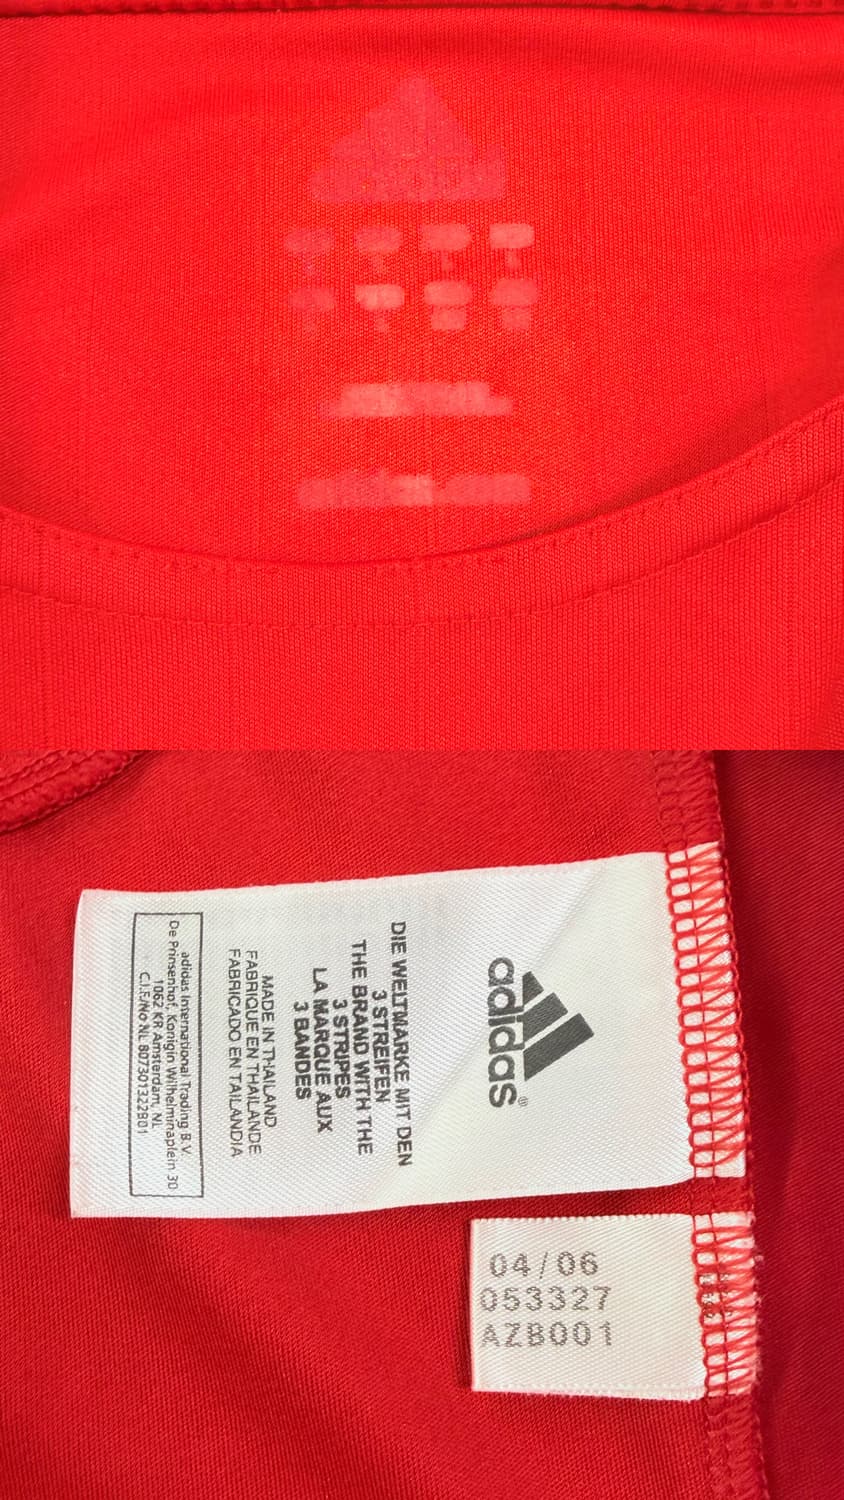 adidas®
DIE WELTMARKE MIT DEN
3 STREIFEN
THE BRAND WITH THE
3 STRIPES
LA MARQUE AUX
3 BANDES
MADE IN THAILAND
FABRIQUE EN THAILANDE
FABRICADO EN TAILANDIA
adidas International Trading B.V.
De Prinsenhof, Konigin Wilhelminaplein 30
1062 KR Amsterdam, NL
C.I.F./No NL 807301322B01
04/06
053327
AZB001